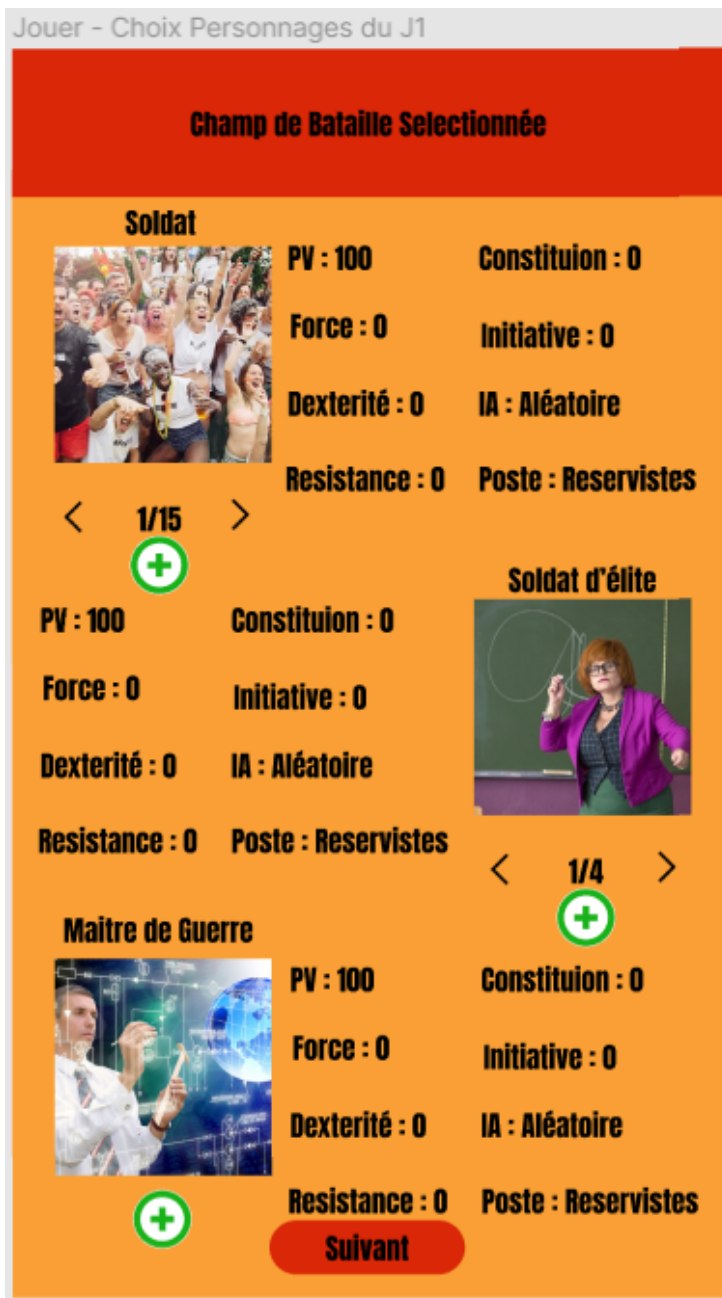 Jouer - Choix Personnages du J1
Champ de Bataille Selectionnée
Soldat
PV : 100
Constituion : 0
Force : 0
Initiative : 0
Dexterité : 0
IA : Aléatoire
Resistance : 0
Poste : Reservistes
< 1/15 >
Soldat d'élite
PV : 100
Constituion : 0
Force : 0
Initiative : 0
Dexterité : 0
IA : Aléatoire
Resistance : 0
Poste : Reservistes
< 1/4 >
Maitre de Guerre
PV : 100
Constituion : 0
Force : 0
Initiative : 0
Dexterité : 0
IA : Aléatoire
Resistance : 0
Poste : Reservistes
Suivant